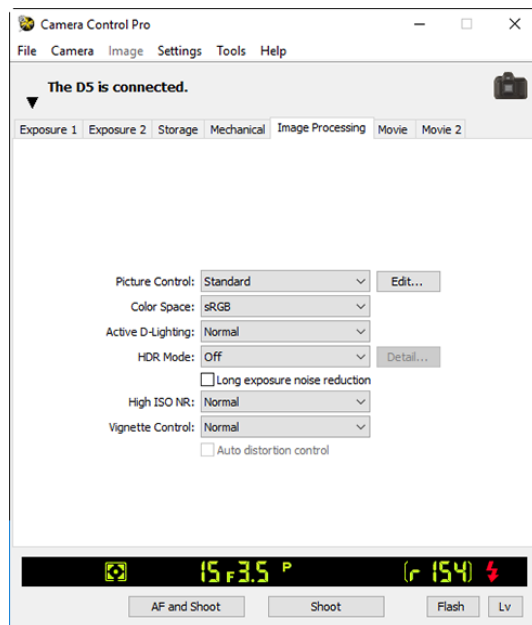 Camera Control Pro
File Camera Image Settings Tools Help
The D5 is connected.
Exposure 1 Exposure 2 Storage Mechanical Image Processing Movie Movie 2
Picture Control: Standard Edit...
Color Space: sRGB
Active D-Lighting: Normal
HDR Mode: Off Detail...
Long exposure noise reduction
High ISO NR: Normal
Vignette Control: Normal
Auto distortion control
15 F3.5 P (r 154)
AF and Shoot Shoot Flash Lv